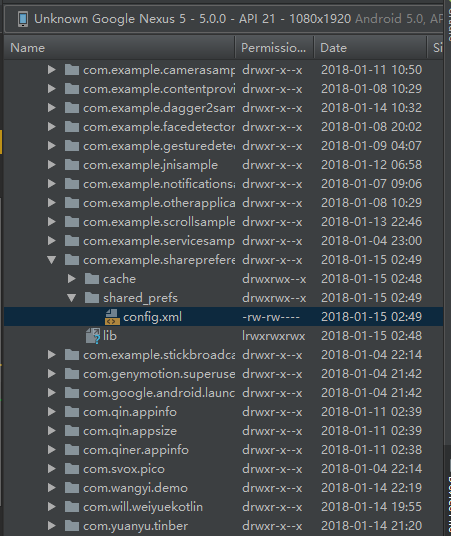 Unknown Google Nexus 5 - 5.0.0 - API 21 - 1080x1920 Android 5.0, AP
Name Permissio... Date Si
com.example.camerasamp drwxr-x--x 2018-01-11 10:50
com.example.contentprovi drwxr-x--x 2018-01-08 10:29
com.example.dagger2sam drwxr-x--x 2018-01-14 10:32
com.example.facedetector drwxr-x--x 2018-01-08 20:02
com.example.gesturedetec drwxr-x--x 2018-01-09 04:07
com.example.jnisample drwxr-x--x 2018-01-12 06:58
com.example.notifications drwxr-x--x 2018-01-07 09:06
com.example.otherapplica drwxr-x--x 2018-01-08 10:29
com.example.scrollsample drwxr-x--x 2018-01-13 22:46
com.example.servicesamp drwxr-x--x 2018-01-04 23:00
com.example.shareprefere drwxr-x--x 2018-01-15 02:49
cache drwxrwx--x 2018-01-15 02:48
shared_prefs drwxrwx--x 2018-01-15 02:49
config.xml -rw-rw---- 2018-01-15 02:49
lib lrwxrwxrwx 2018-01-15 02:48
com.example.stickbroadca drwxr-x--x 2018-01-04 22:14
com.genymotion.superuse drwxr-x--x 2018-01-04 21:42
com.google.android.launc drwxr-x--x 2018-01-04 21:42
com.qin.appinfo drwxr-x--x 2018-01-11 02:39
com.qin.appsize drwxr-x--x 2018-01-11 02:39
com.qiner.appinfo drwxr-x--x 2018-01-11 02:38
com.svox.pico drwxr-x--x 2018-01-04 22:14
com.wangyi.demo drwxr-x--x 2018-01-14 22:19
com.will.weiyuekotlin drwxr-x--x 2018-01-14 19:55
com.yuanyu.tinber drwxr-x--x 2018-01-14 21:20